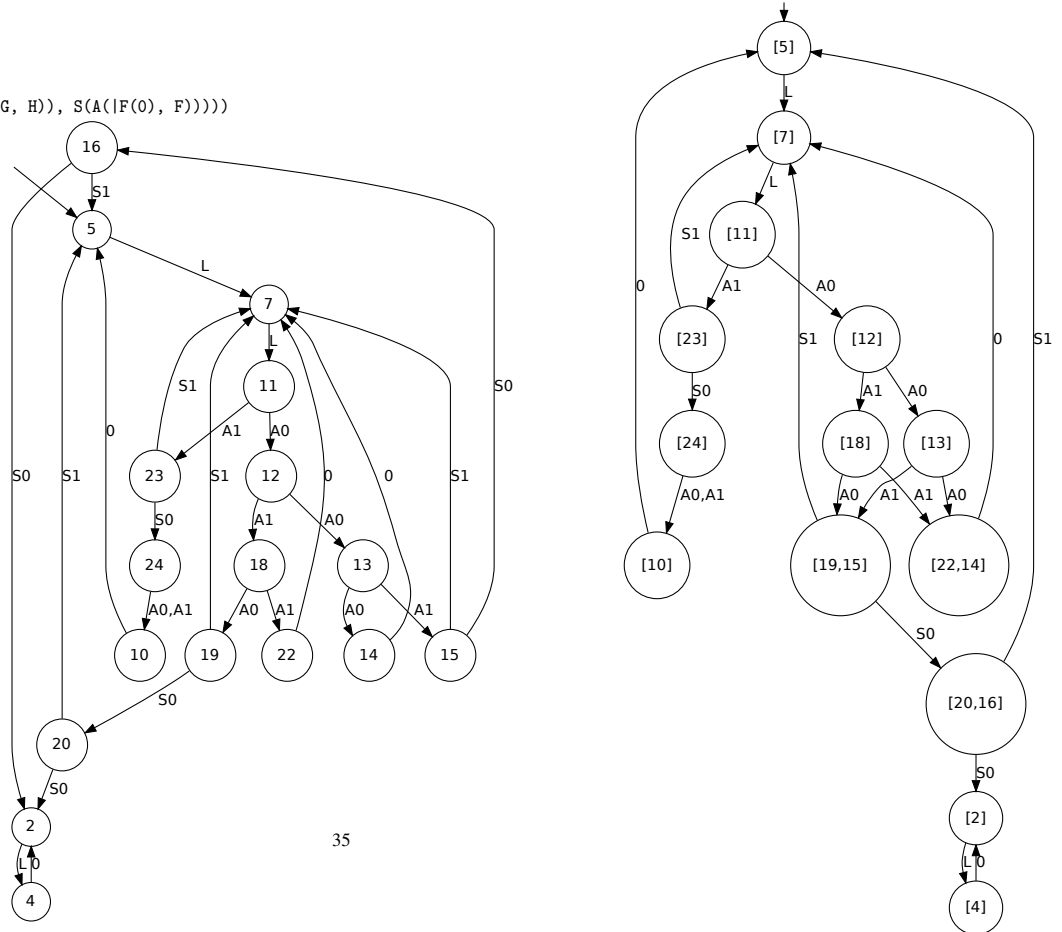 G, H)), S(A(|F(0), F)))))
16
S1
5
L
7
L
11
S1
A1
A0
S0
0
23
12
S0
S1
0
S1
0
0
S1
S0
A1
A0
24
18
13
A0,A1
A0
A1
A0
A1
10
19
22
14
15
S0
20
S0
2
L
0
4
35
[5]
L
[7]
L
S1
[11]
0
A1
A0
[23]
[12]
S1
0
S1
S0
A1
A0
[24]
[18]
[13]
A0,A1
A0
A1
A1
A0
[10]
[19,15]
[22,14]
S0
[20,16]
S0
[2]
L
0
[4]